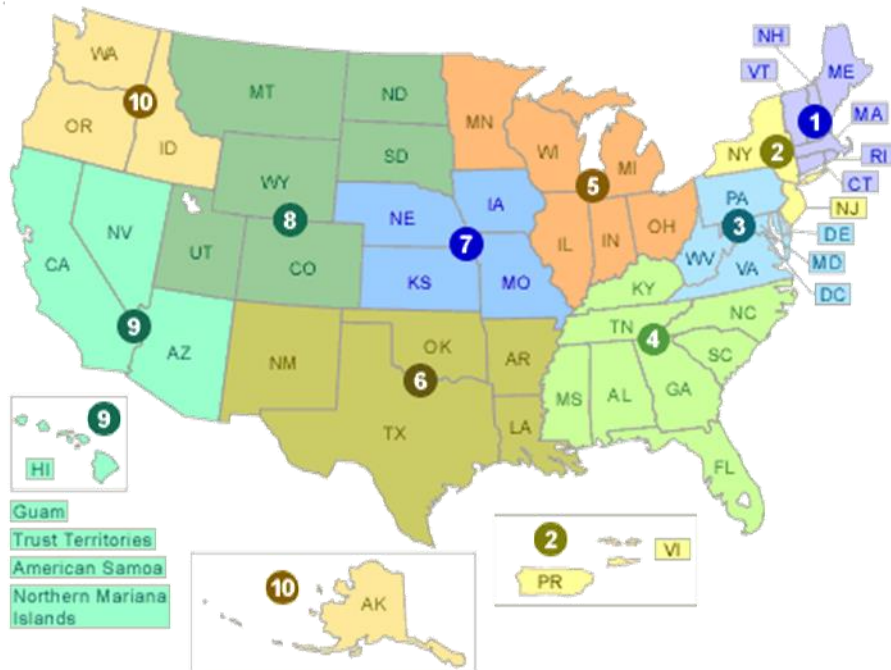 NH
WA
VT
ME
MT
ND
10
MN
OR
MA
1
ID
WI
2
NY
SD
MI
RI
WY
5
CT
PA
IA
NJ
8
NE
3
OH
NV
7
IL
IN
DE
UT
WV
CA
CO
VA
MD
KS
MO
KY
DC
NC
9
TN
4
OK
AZ
NM
AR
SC
6
MS
AL
GA
9
TX
LA
HI
FL
Guam
2
Trust Territories
VI
American Samoa
10
PR
Northern Mariana
Islands
AK